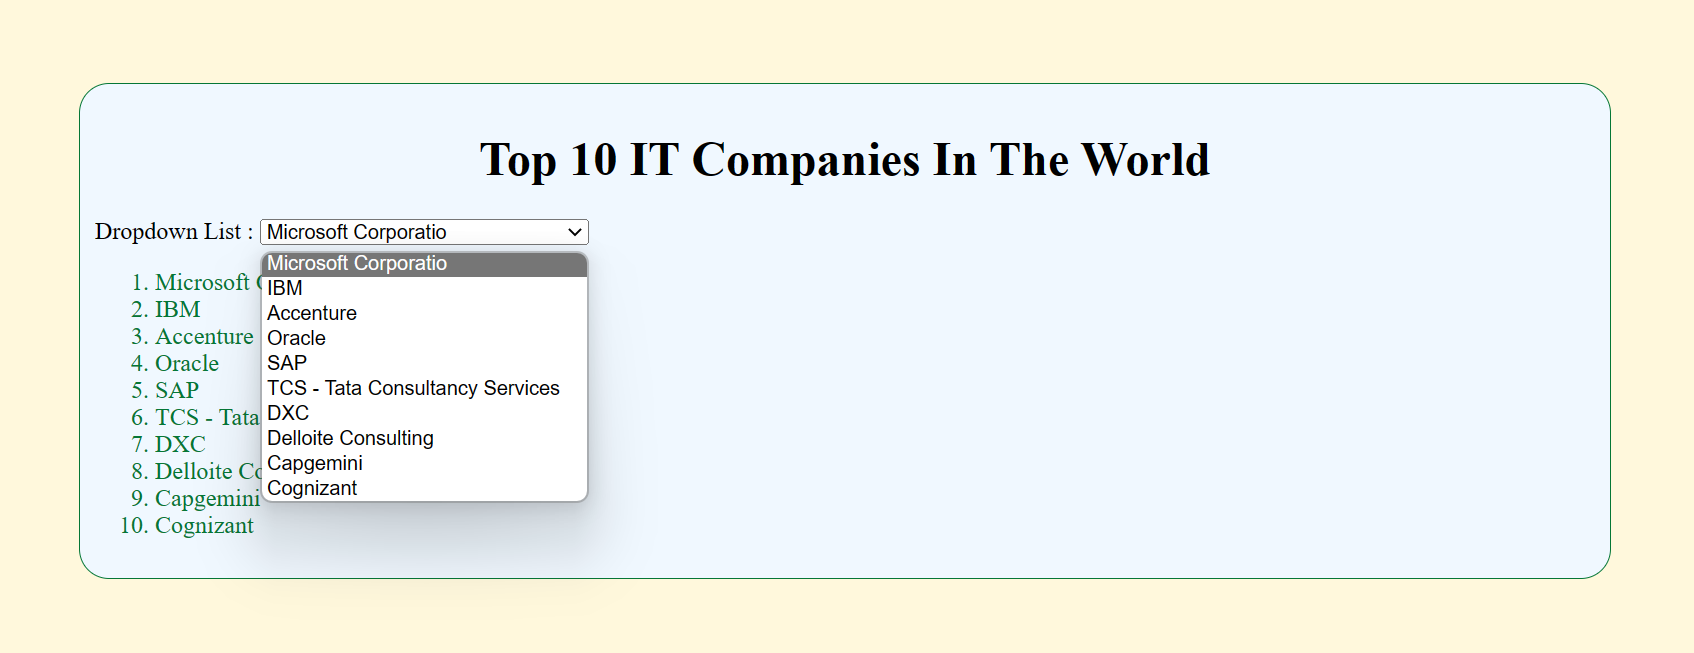 Top 10 IT Companies In The World
Dropdown List : Microsoft Corporatio
Microsoft Corporatio
IBM
Accenture
Oracle
SAP
TCS - Tata Consultancy Services
DXC
Delloite Consulting
Capgemini
Cognizant
1. Microsoft
2. IBM
3. Accenture
4. Oracle
5. SAP
6. TCS - Tata
7. DXC
8. Delloite
9. Capgemini
10. Cognizant